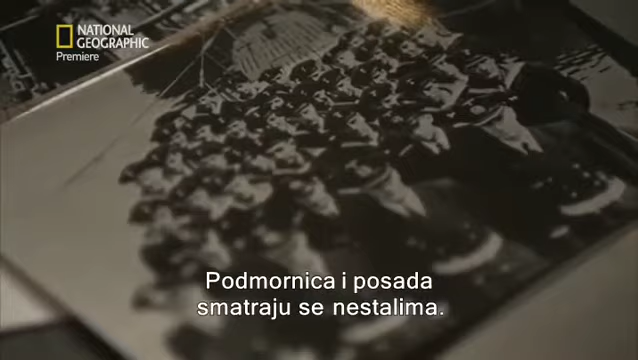 NATIONAL
GEOGRAPHIC
Premiere
Podmornica i posada
smatraju se nestalima.